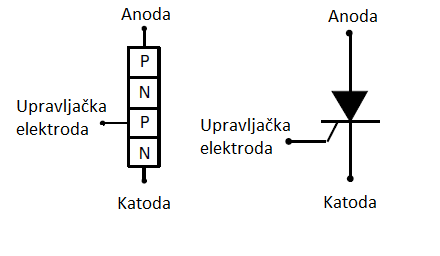 Anoda
P
N
P
N
Upravljačka
elektroda
Katoda
Anoda
Upravljačka
elektroda
Katoda